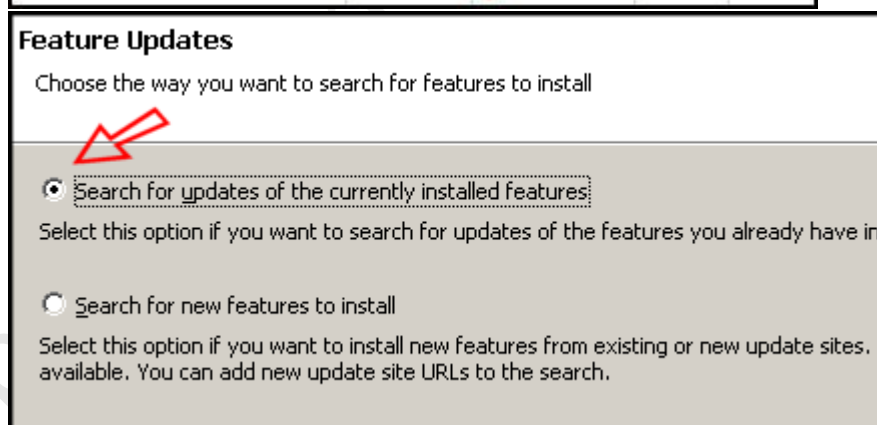 Feature Updates
Choose the way you want to search for features to install
Search for updates of the currently installed features
Select this option if you want to search for updates of the features you already have
Search for new features to install
Select this option if you want to install new features from existing or new update sites.
available. You can add new update site URLs to the search.